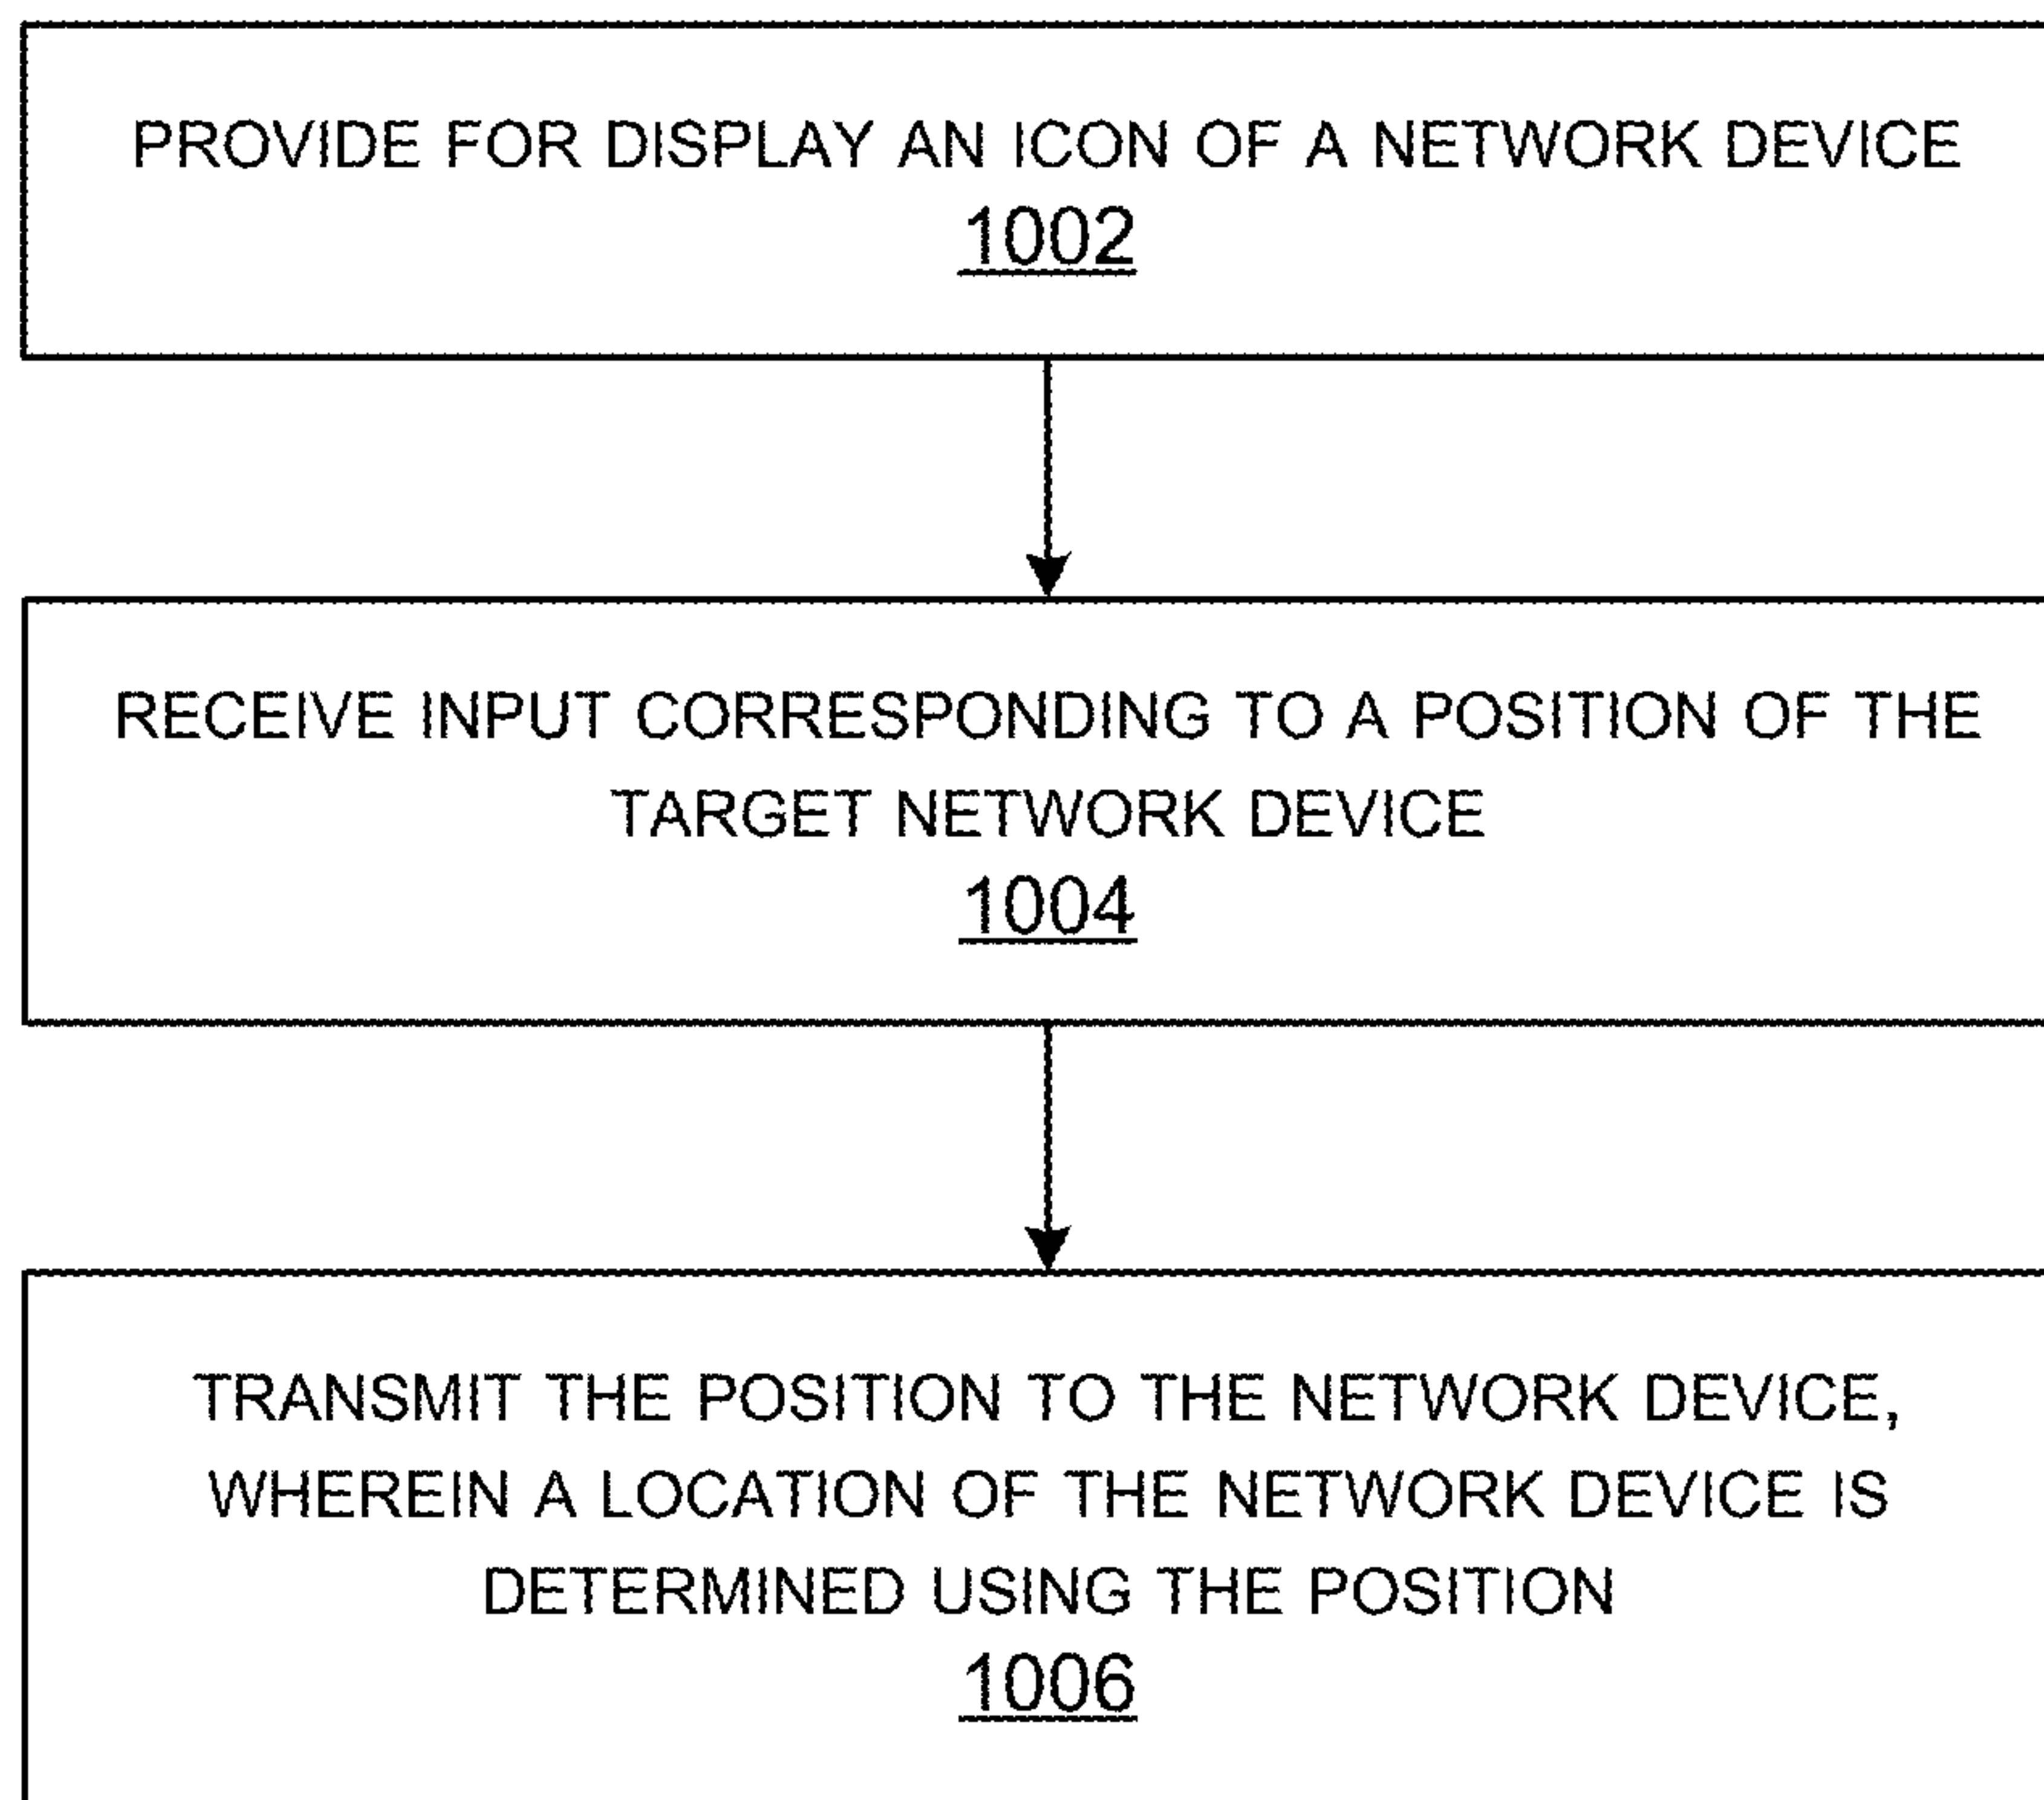 PROVIDE FOR DISPLAY AN ICON OF A NETWORK DEVICE
1002
RECEIVE INPUT CORRESPONDING TO A POSITION OF THE
TARGET NETWORK DEVICE
1004
TRANSMIT THE POSITION TO THE NETWORK DEVICE,
WHEREIN A LOCATION OF THE NETWORK DEVICE IS
DETERMINED USING THE POSITION
1006